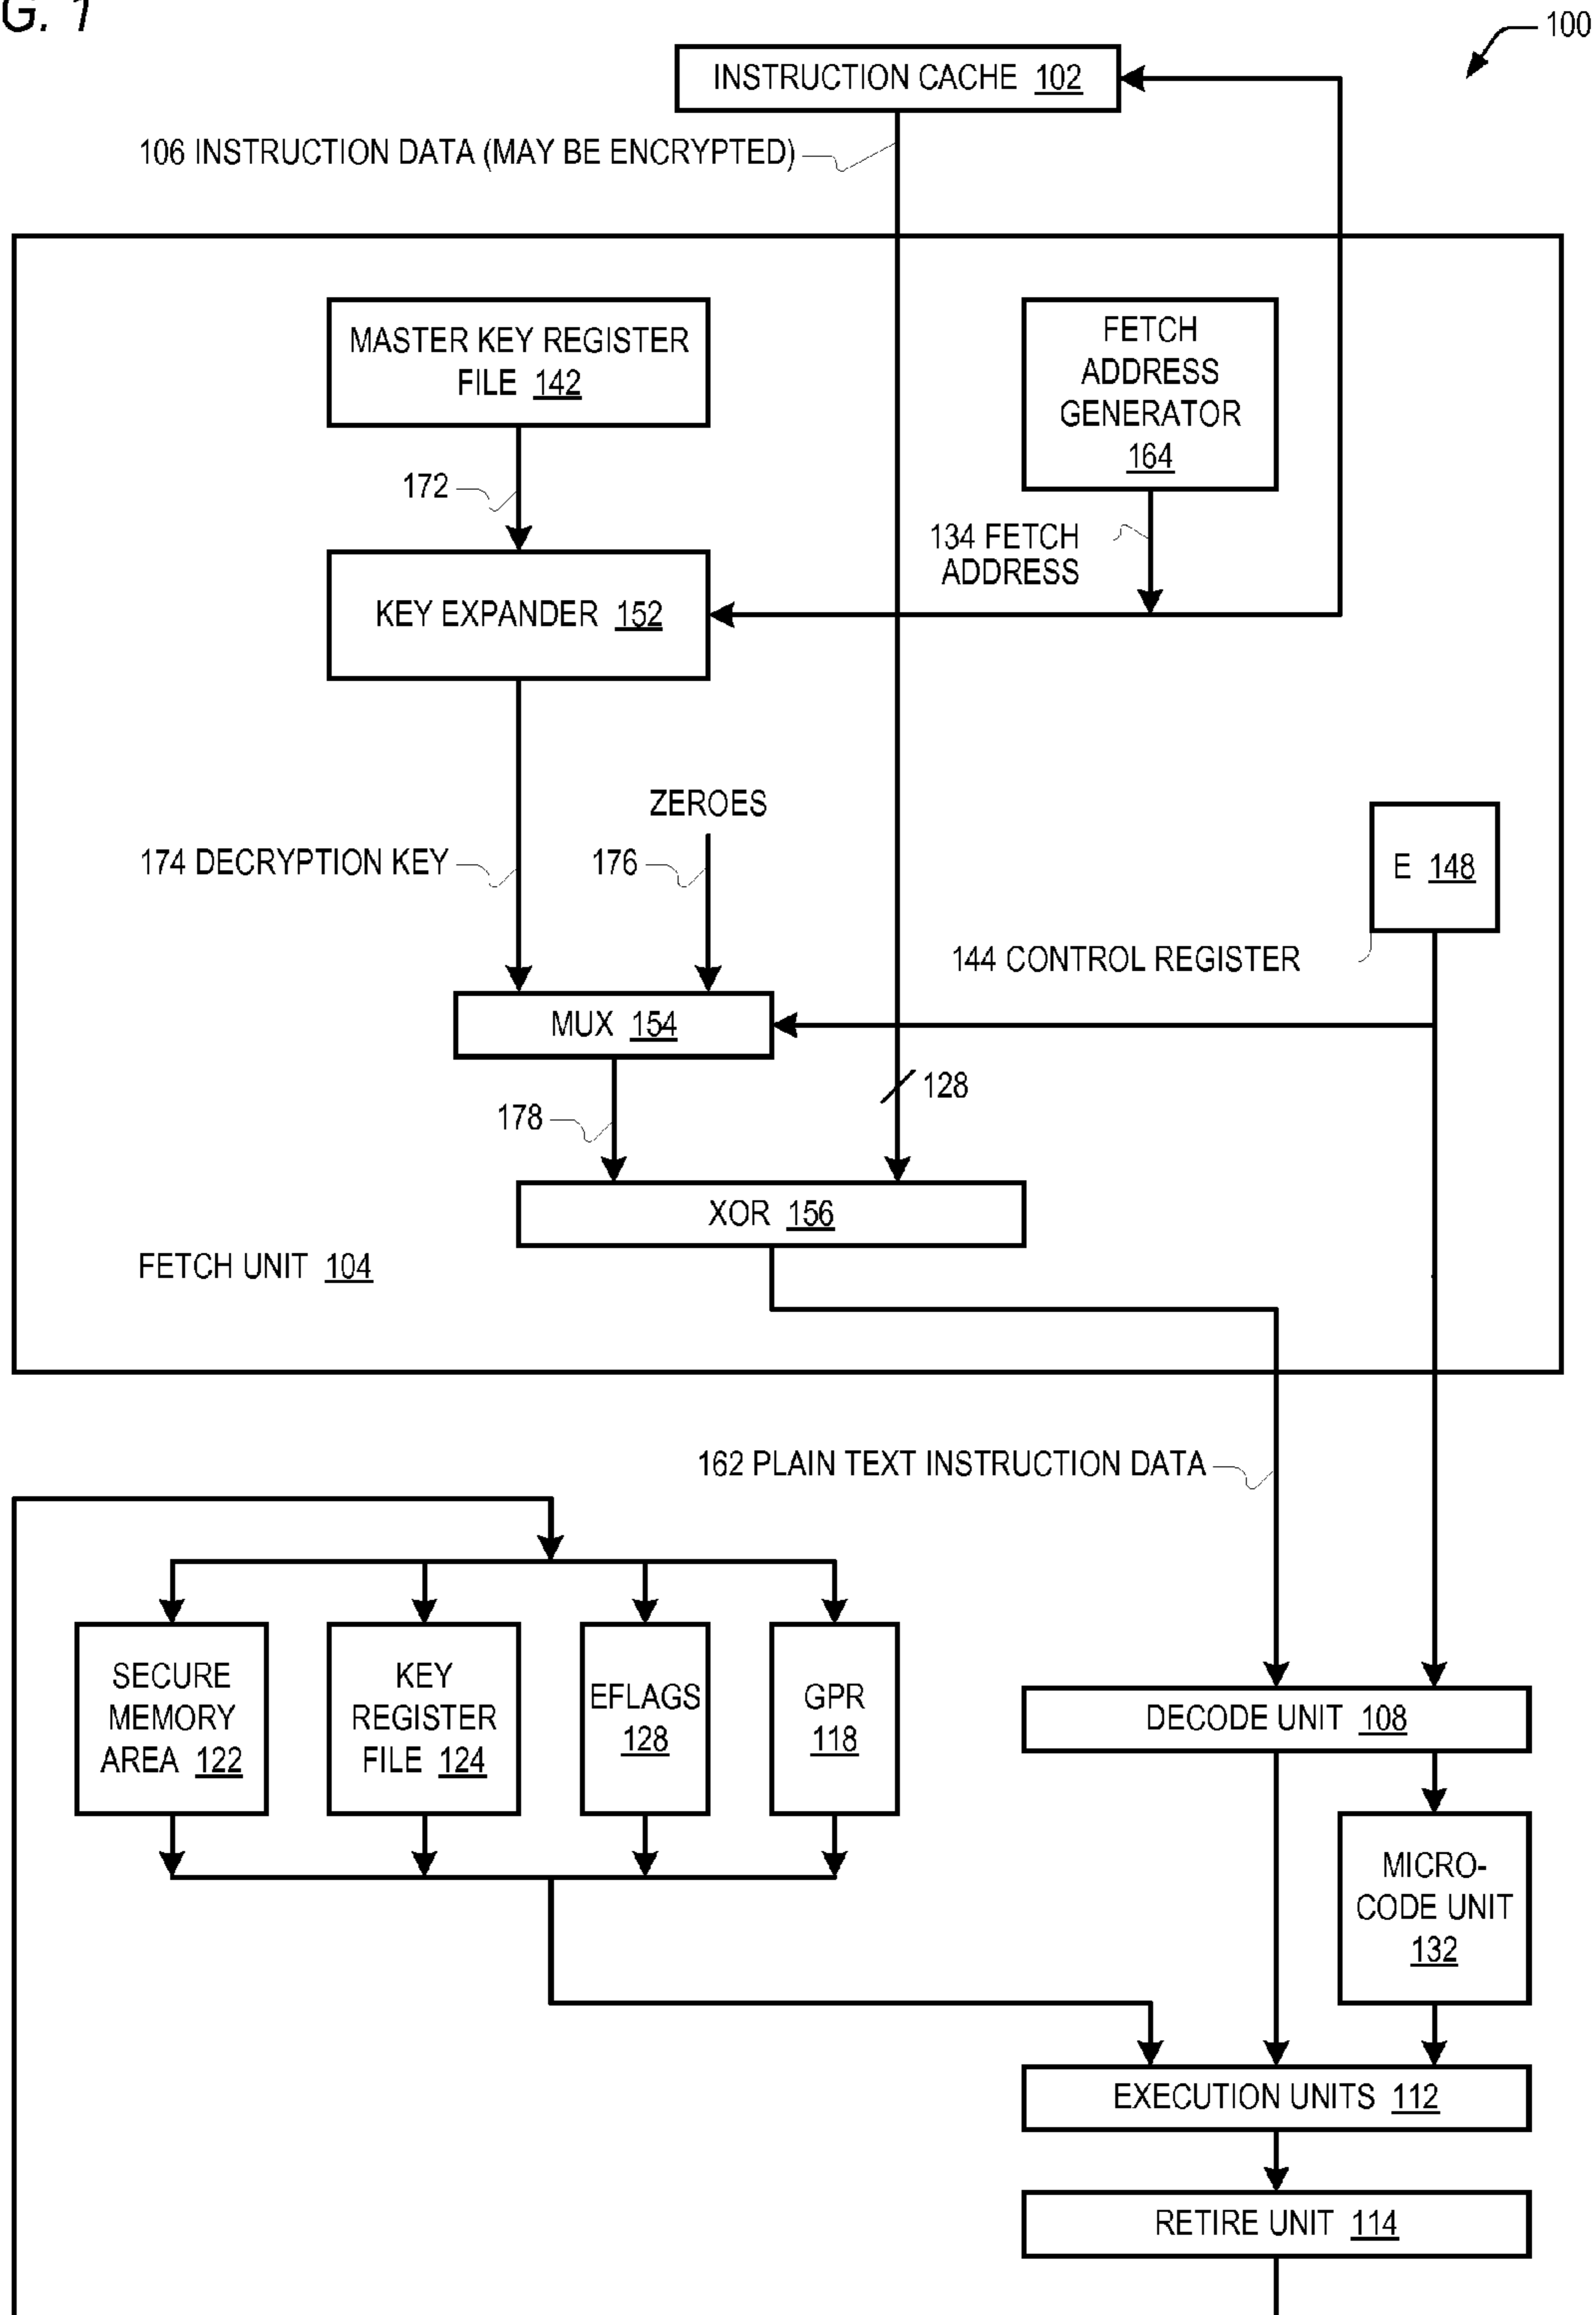 G. 1
100
INSTRUCTION CACHE 102
106 INSTRUCTION DATA (MAY BE ENCRYPTED)
MASTER KEY REGISTER
FILE 142
FETCH
ADDRESS
GENERATOR
164
172
134 FETCH
ADDRESS
KEY EXPANDER 152
ZEROES
174 DECRYPTION KEY
176
E 148
144 CONTROL REGISTER
MUX 154
128
178
XOR 156
FETCH UNIT 104
162 PLAIN TEXT INSTRUCTION DATA
SECURE
MEMORY
AREA 122
KEY
REGISTER
FILE 124
EFLAGS
128
GPR
118
DECODE UNIT 108
MICRO-
CODE UNIT
132
EXECUTION UNITS 112
RETIRE UNIT 114